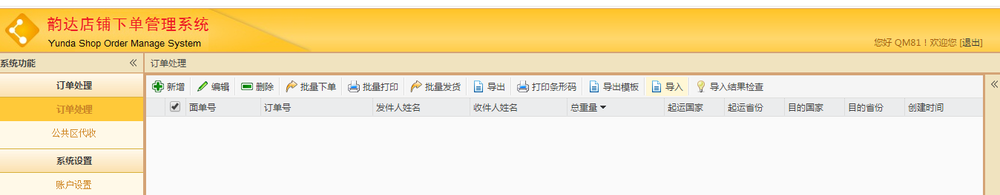 韵达店铺下单管理系统
Yunda Shop Order Manage System
您好 QM81！欢迎您 [退出]
系统功能
订单处理
订单处理
订单处理
公共区代收
系统设置
账户设置
新增 编辑 删除 批量下单 批量打印 批量发货 导出 打印条形码 导出模板 导入 导入结果检查
面单号 订单号 发件人姓名 收件人姓名 总重量 起运国家 起运省份 目的国家 目的省份 创建时间